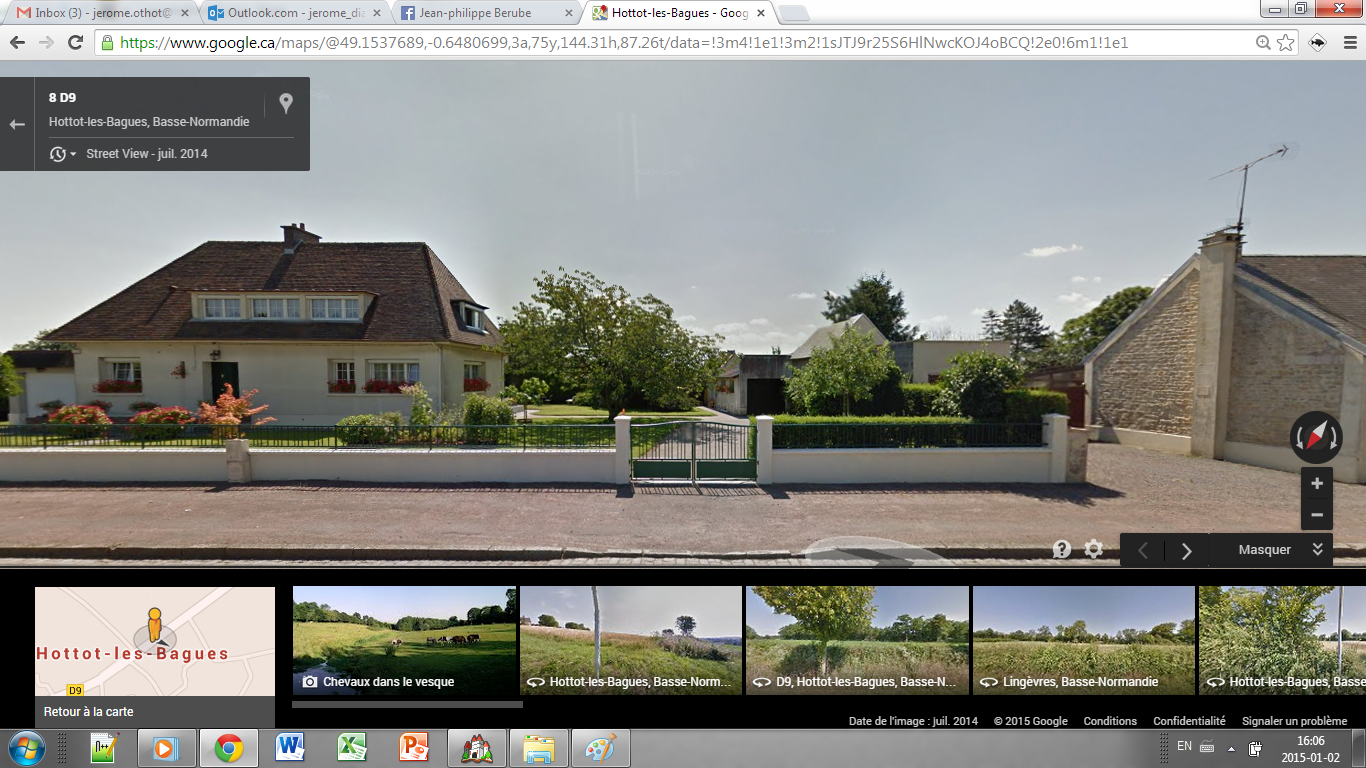 Inbox (3) - jerome.othot@
Outlook.com - jerome_dia
Jean-philippe Berube
Hottot-les-Bagues - Goog
https://www.google.ca/maps/@49.1537689,-0.6480699,3a,75y,144.31h,87.26t/data=!3m4!1e1!3m2!1sJTJ9r25S6HlNwcKOJ4oBCQ!2e0!6m1!1e1
8 D9
Hottot-les-Bagues, Basse-Normandie
Street View - juil. 2014
Masquer
Hottot-les-Bagues
D9
Retour à la carte
Chevaux dans le vesque
Hottot-les-Bagues, Basse-Norm...
D9, Hottot-les-Bagues, Basse-N...
Lingèvres, Basse-Normandie
Hottot-les-Bagues, Basse
Date de l'image : juil. 2014 © 2015 Google Conditions Confidentialité Signaler un problème
EN
16:06
2015-01-02